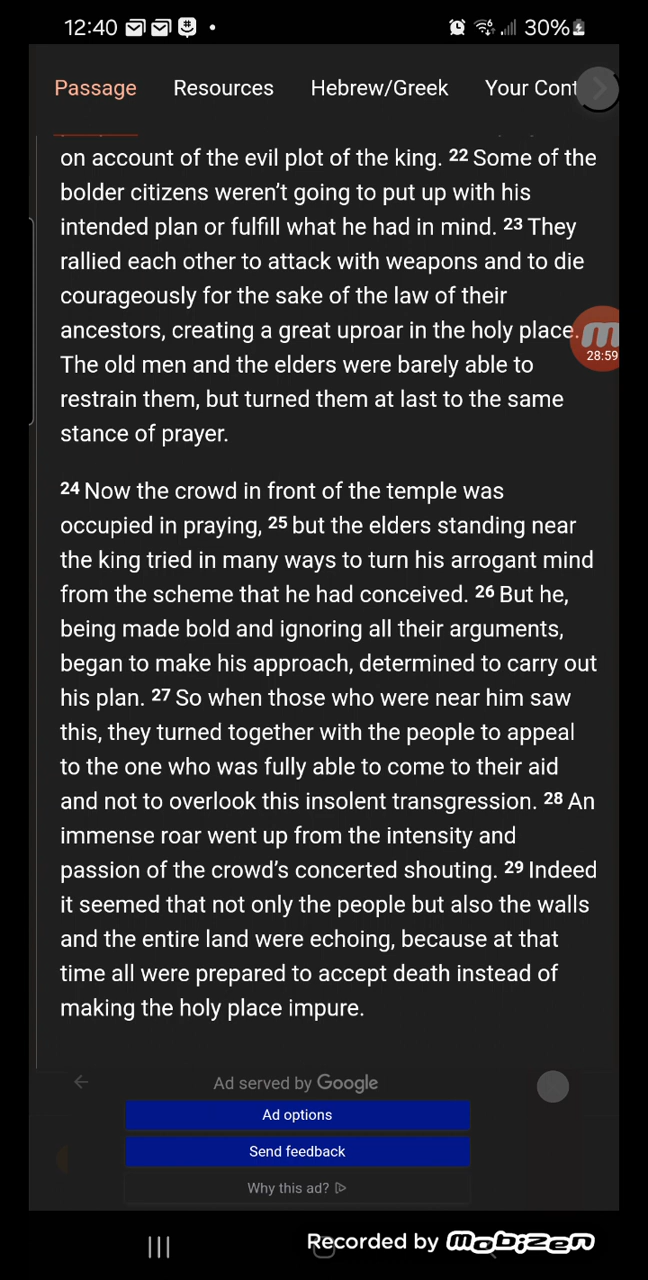 12:40 30%
Passage Resources Hebrew/Greek Your Cont
on account of the evil plot of the king. 22 Some of the
bolder citizens weren't going to put up with his
intended plan or fulfill what he had in mind. 23 They
rallied each other to attack with weapons and to die
courageously for the sake of the law of their
ancestors, creating a great uproar in the holy place.
The old men and the elders were barely able to
restrain them, but turned them at last to the same
stance of prayer.
28:59
24 Now the crowd in front of the temple was
occupied in praying, 25 but the elders standing near
the king tried in many ways to turn his arrogant mind
from the scheme that he had conceived. 26 But he,
being made bold and ignoring all their arguments,
began to make his approach, determined to carry out
his plan. 27 So when those who were near him saw
this, they turned together with the people to appeal
to the one who was fully able to come to their aid
and not to overlook this insolent transgression. 28 An
immense roar went up from the intensity and
passion of the crowd's concerted shouting. 29 Indeed
it seemed that not only the people but also the walls
and the entire land were echoing, because at that
time all were prepared to accept death instead of
making the holy place impure.
Ad served by Google
Ad options
Send feedback
Why this ad?
Recorded by mobizen